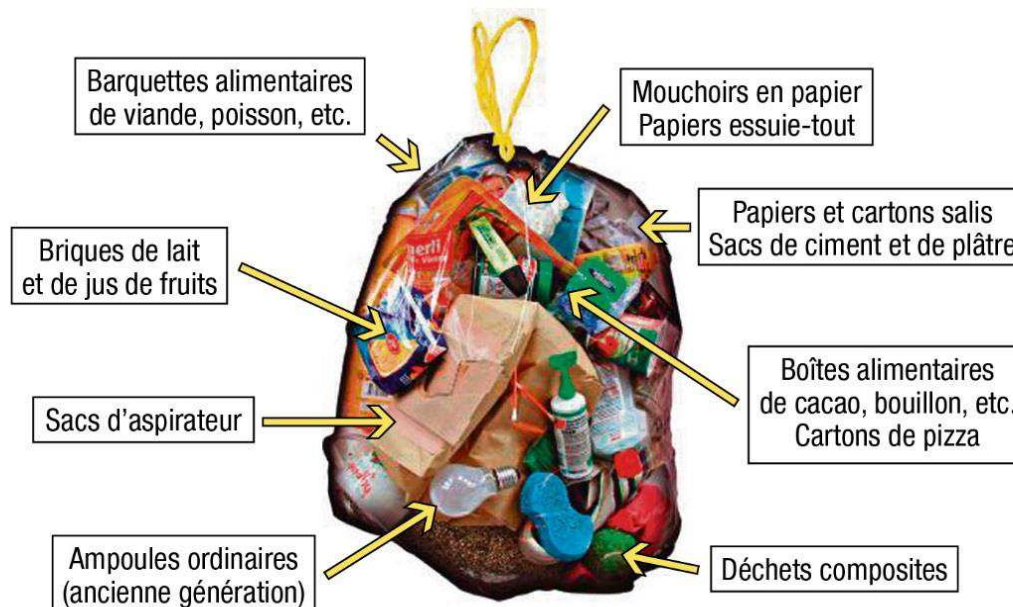 Barquettes alimentaires
de viande, poisson, etc.
Mouchoirs en papier
Papiers essuie-tout
Papiers et cartons salis
Sacs de ciment et de plâtre
Briques de lait
et de jus de fruits
Boîtes alimentaires
de cacao, bouillon, etc.
Cartons de pizza
Sacs d'aspirateur
Ampoules ordinaires
(ancienne génération)
Déchets composites